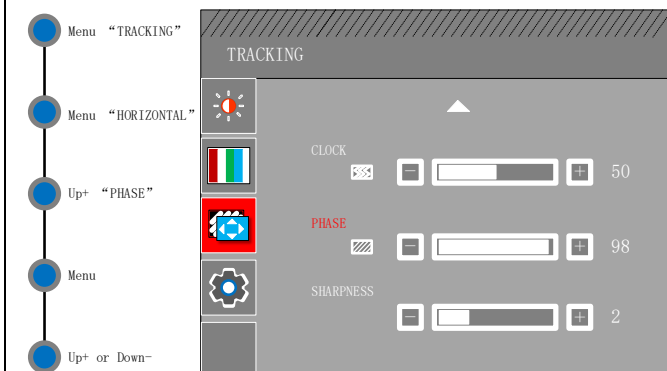 Menu “TRACKING”
Menu “HORIZONTAL”
Up+ “PHASE”
Menu
Up+ or Down-
TRACKING
CLOCK
50
PHASE
98
SHARPNESS
2